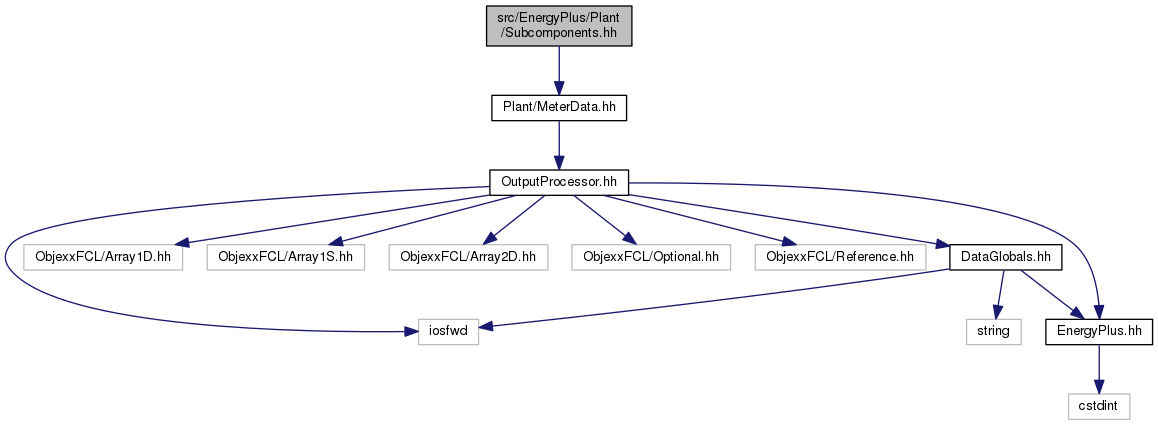 src/EnergyPlus/Plant
/Subcomponents.hh
Plant/MeterData.hh
OutputProcessor.hh
ObjexxFCL/Array1D.hh
ObjexxFCL/Array1S.hh
ObjexxFCL/Array2D.hh
ObjexxFCL/Optional.hh
ObjexxFCL/Reference.hh
DataGlobals.hh
iosfwd
string
EnergyPlus.hh
cstdint